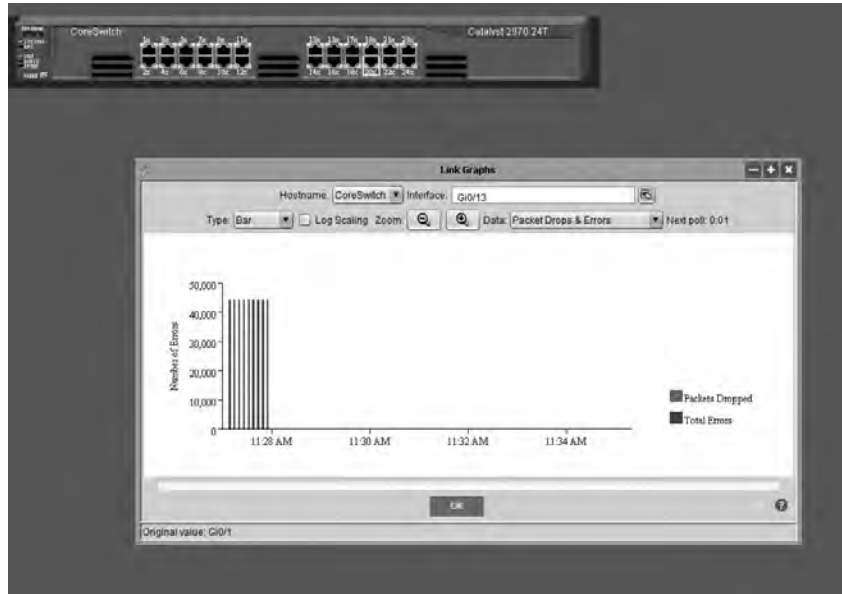 CoreSwitch Catalyst 2970 24T
Link Graphs
Hostname: CoreSwitch Interface: Gi0/13
Type: Bar Log Scaling Zoom: Data: Packet Drops & Errors Next poll: 0:01
50,000
40,000
30,000
20,000
10,000
0
Number of Errors
11:28 AM 11:30 AM 11:32 AM 11:34 AM
Packets Dropped
Total Errors
OK
Original value: Gi0/1